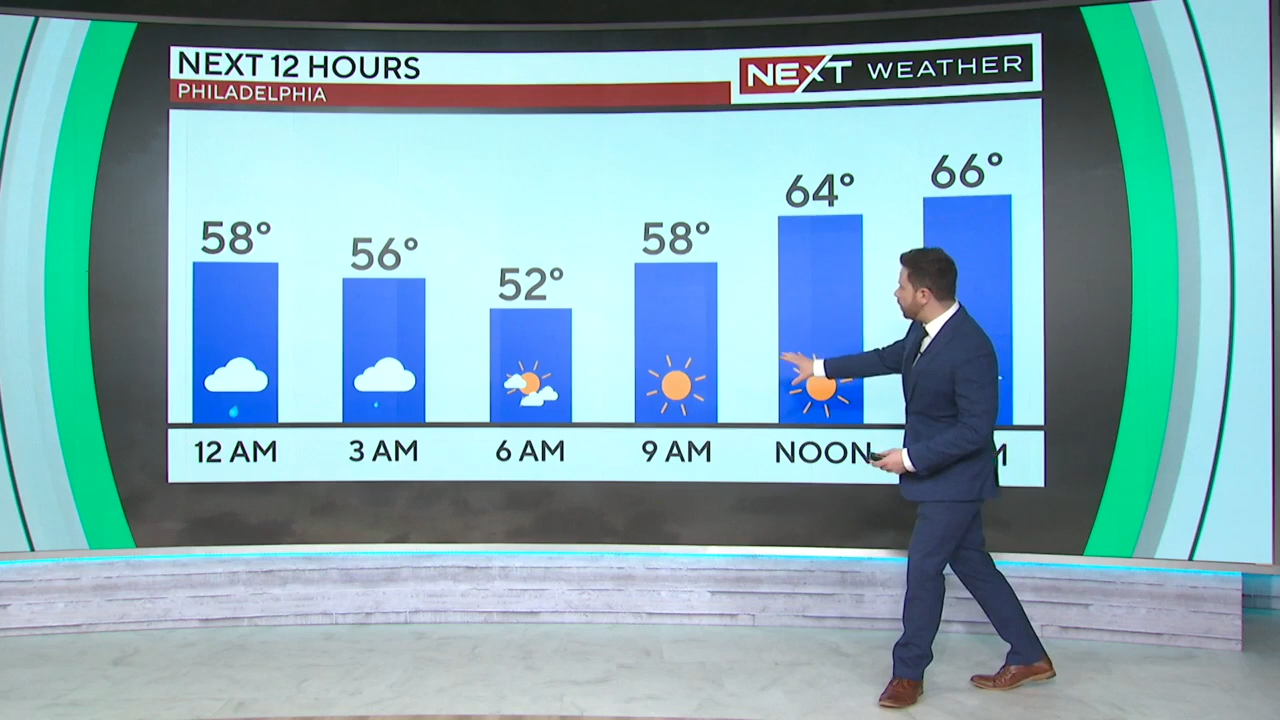 NEXT 12 HOURS
PHILADELPHIA
NEXT WEATHER
58° 56° 52° 58° 64° 66°
12 AM 3 AM 6 AM 9 AM NOON M